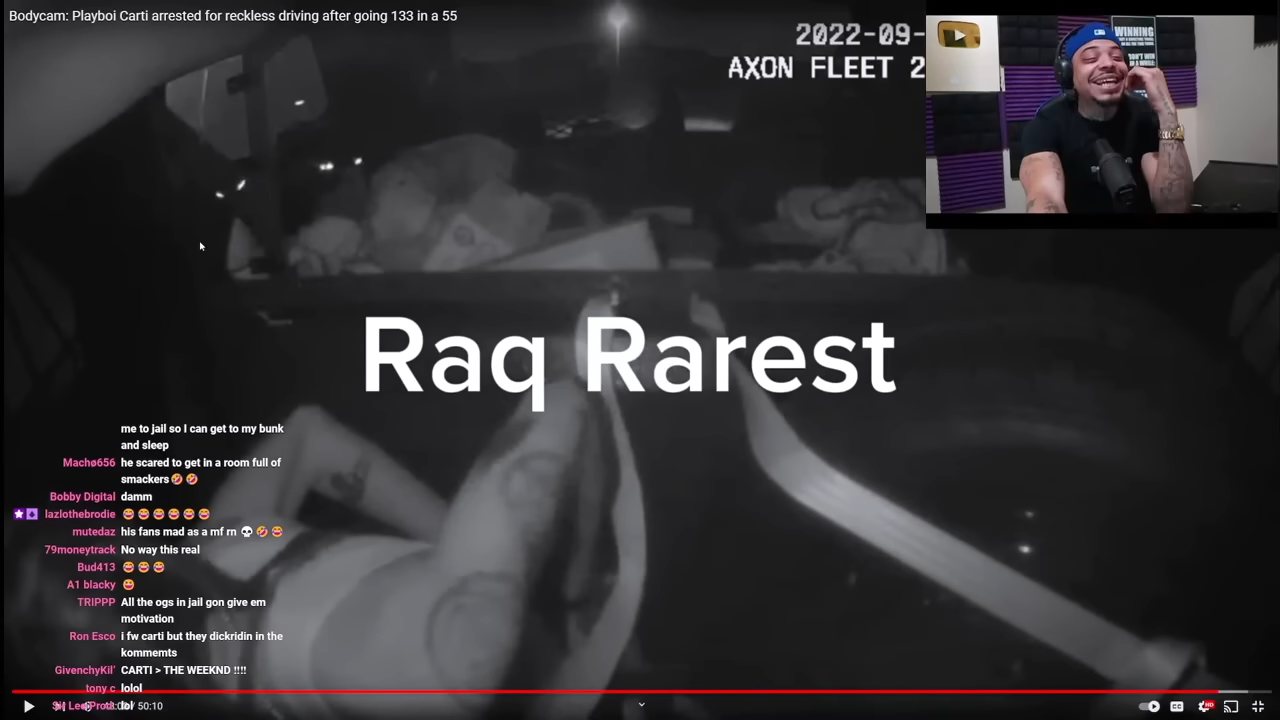 Bodycam: Playboi Carti arrested for reckless driving after going 133 in a 55
2022-09-
AXON FLEET 2
WINNING
Raq Rarest
me to jail so I can get to my bunk
and sleep
Machø656 he scared to get in a room full of
smackers🤣 🤣
Bobby Digital damm
lazlothebrodie 😅 😅 😅 😅 😅 😅
mutedaz his fans mad as a mf rn 💀 🤣 😅
79moneytrack No way this real
Bud413 😅 😅 😅
A1 blacky 😅
TRIPPP All the ogs in jail gon give em
motivation
Ron Esco i fw carti but they dickridin in the
kommemts
GivenchyKil' CARTI > THE WEEKND !!!!
tony c lolol
lol
/ 50:10
CC
HD